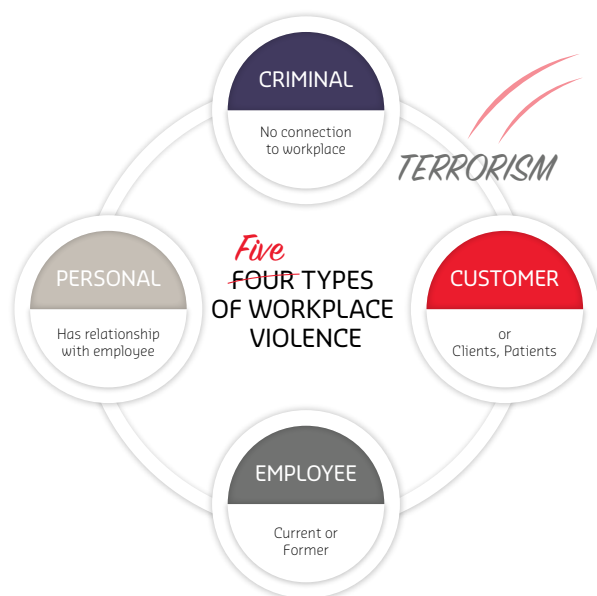 CRIMINAL
No connection
to workplace
TERRORISM
Five
FOUR TYPES
OF WORKPLACE
VIOLENCE
PERSONAL
Has relationship
with employee
CUSTOMER
or
Clients, Patients
EMPLOYEE
Current or
Former